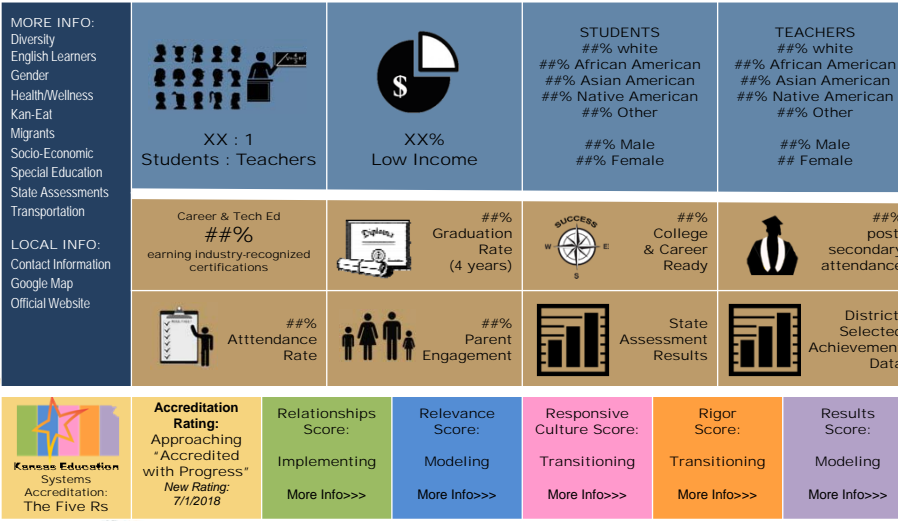 MORE INFO:
Diversity
English Learners
Gender
Health/Wellness
Kan-Eat
Migrants
Socio-Economic
Special Education
State Assessments
Transportation
LOCAL INFO:
Contact Information
Google Map
Official Website
XX : 1
Students : Teachers
$
XX%
Low Income
STUDENTS
##% white
##% African American
##% Asian American
##% Native American
##% Other
##% Male
##% Female
TEACHERS
##% white
##% African American
##% Asian American
##% Native American
##% Other
##% Male
## Female
Career & Tech Ed
##%
earning industry-recognized
certifications
Diploma
##%
Graduation
Rate
(4 years)
SUCCESS
W E
S
##%
College
& Career
Ready
##%
post
secondary
attendance
##%
Atttendance
Rate
##%
Parent
Engagement
State
Assessment
Results
District
Selected
Achievemen
Data
Kansas Education
Systems
Accreditation:
The Five Rs
Accreditation
Rating:
Approaching
"Accredited
with Progress"
New Rating:
7/1/2018
Relationships
Score:
Implementing
More Info>>>
Relevance
Score:
Modeling
More Info>>>
Responsive
Culture Score:
Transitioning
More Info>>>
Rigor
Score:
Transitioning
More Info>>>
Results
Score:
Modeling
More Info>>>